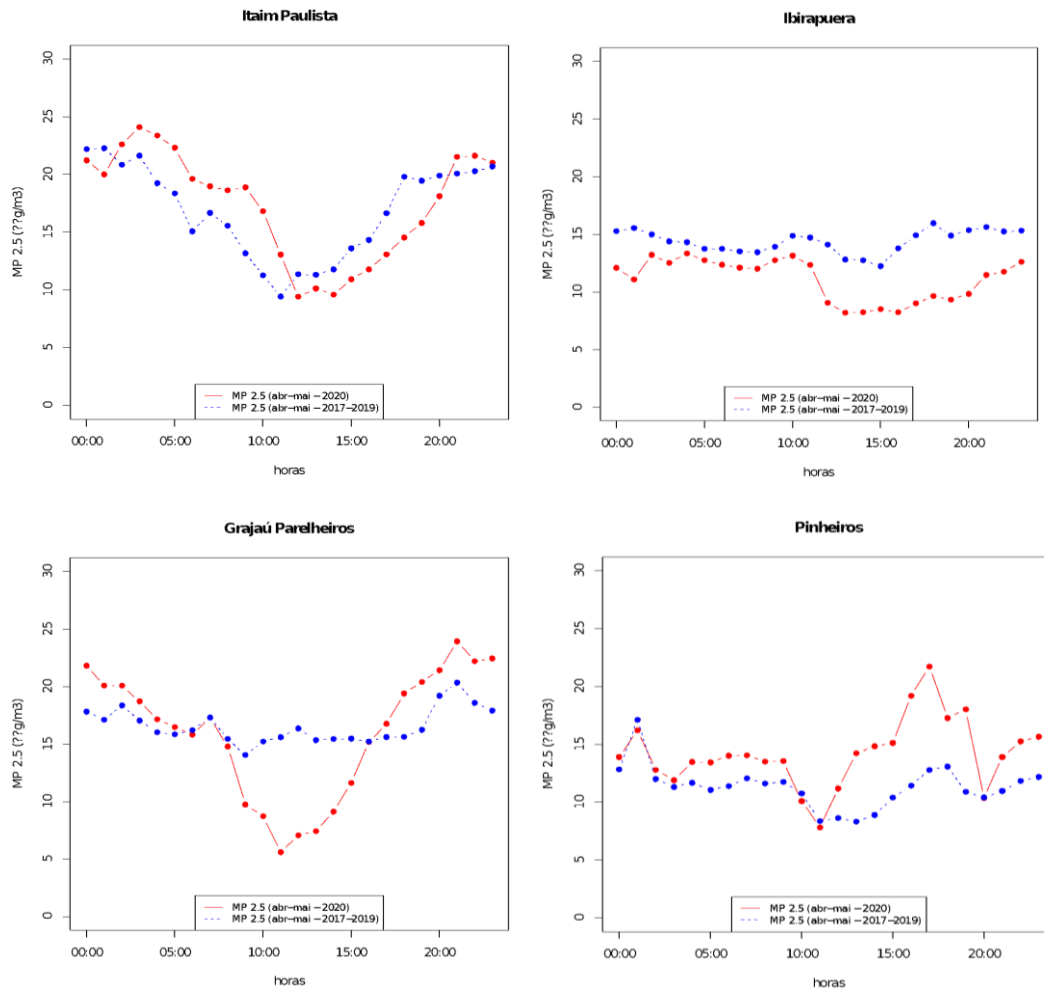 Itaim Paulista
MP 2.5 (??g/m3)
30
25
20
15
10
5
0
MP 2.5 (abr−mai −2020)
MP 2.5 (abr−mai −2017−2019)
00:00 05:00 10:00 15:00 20:00
horas
Ibirapuera
MP 2.5 (??g/m3)
30
25
20
15
10
5
0
MP 2.5 (abr−mai −2020)
MP 2.5 (abr−mai −2017−2019)
00:00 05:00 10:00 15:00 20:00
horas
Grajaú Parelheiros
MP 2.5 (??g/m3)
30
25
20
15
10
5
0
MP 2.5 (abr−mai −2020)
MP 2.5 (abr−mai −2017−2019)
00:00 05:00 10:00 15:00 20:00
horas
Pinheiros
MP 2.5 (??g/m3)
30
25
20
15
10
5
0
MP 2.5 (abr−mai −2020)
MP 2.5 (abr−mai −2017−2019)
00:00 05:00 10:00 15:00 20:00
horas